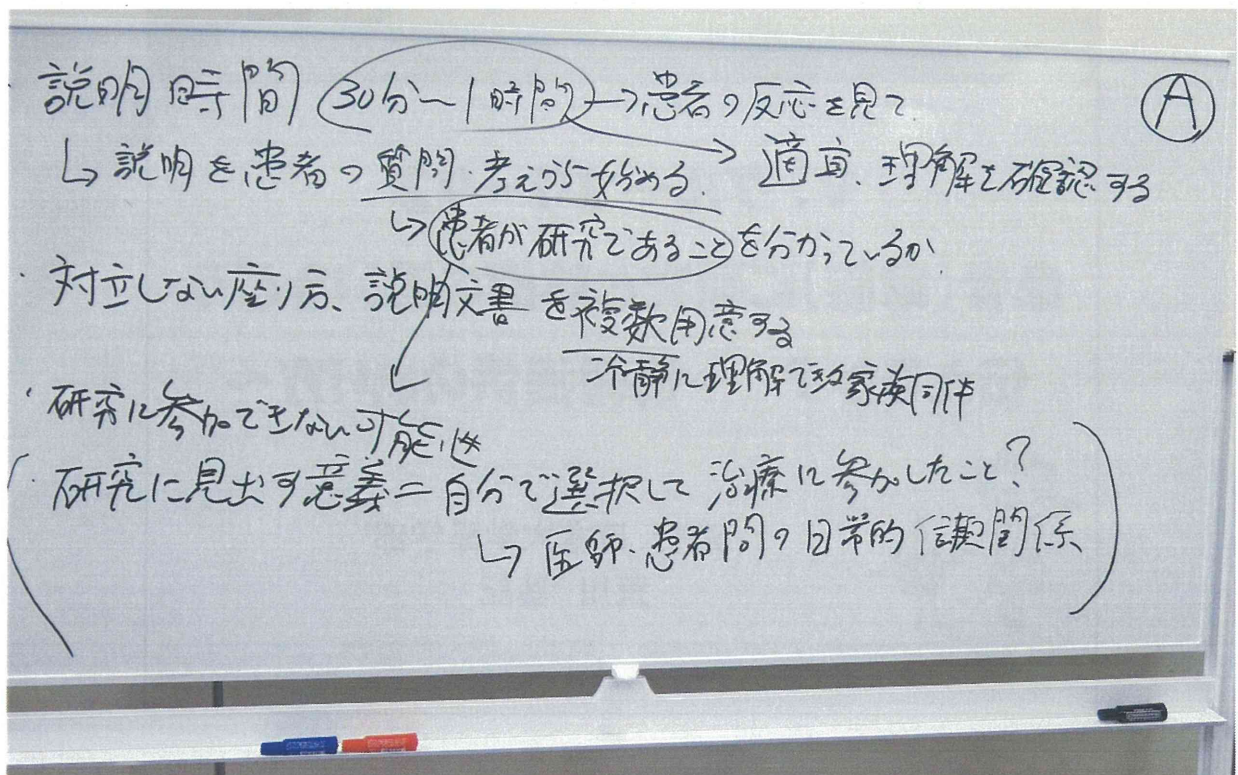 ・説明時間 30分〜1時間 → 患者の反応を見て
Ⓐ
↳ 説明を患者の質問・考えから始める → 適宜、理解を確認する
↳ 患者が研究であることを分かっているか
・対立しない座り方、説明文書を複数用意する
冷静に理解できる家族同伴
・研究に参加できない可能性
(・研究に見出す意義=自分で選択して治療に参加したこと?
↳ 医師・患者間の日常的信頼関係)